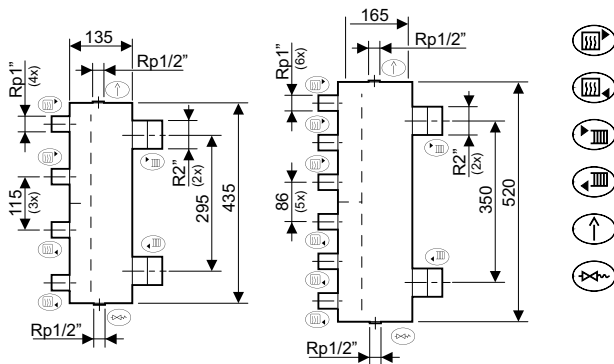 135
Rp1/2”
Rp1”
(4x)
115
(3x)
R2”
(2x)
295
435
Rp1/2”
165
Rp1/2”
Rp1”
(6x)
86
(5x)
R2”
(2x)
350
520
Rp1/2”